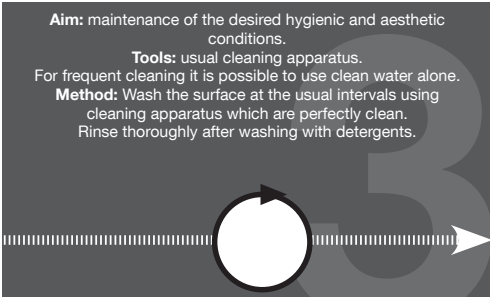 Aim: maintenance of the desired hygienic and aesthetic
conditions.
Tools: usual cleaning apparatus.
For frequent cleaning it is possible to use clean water alone.
Method: Wash the surface at the usual intervals using
cleaning apparatus which are perfectly clean.
Rinse thoroughly after washing with detergents.
3